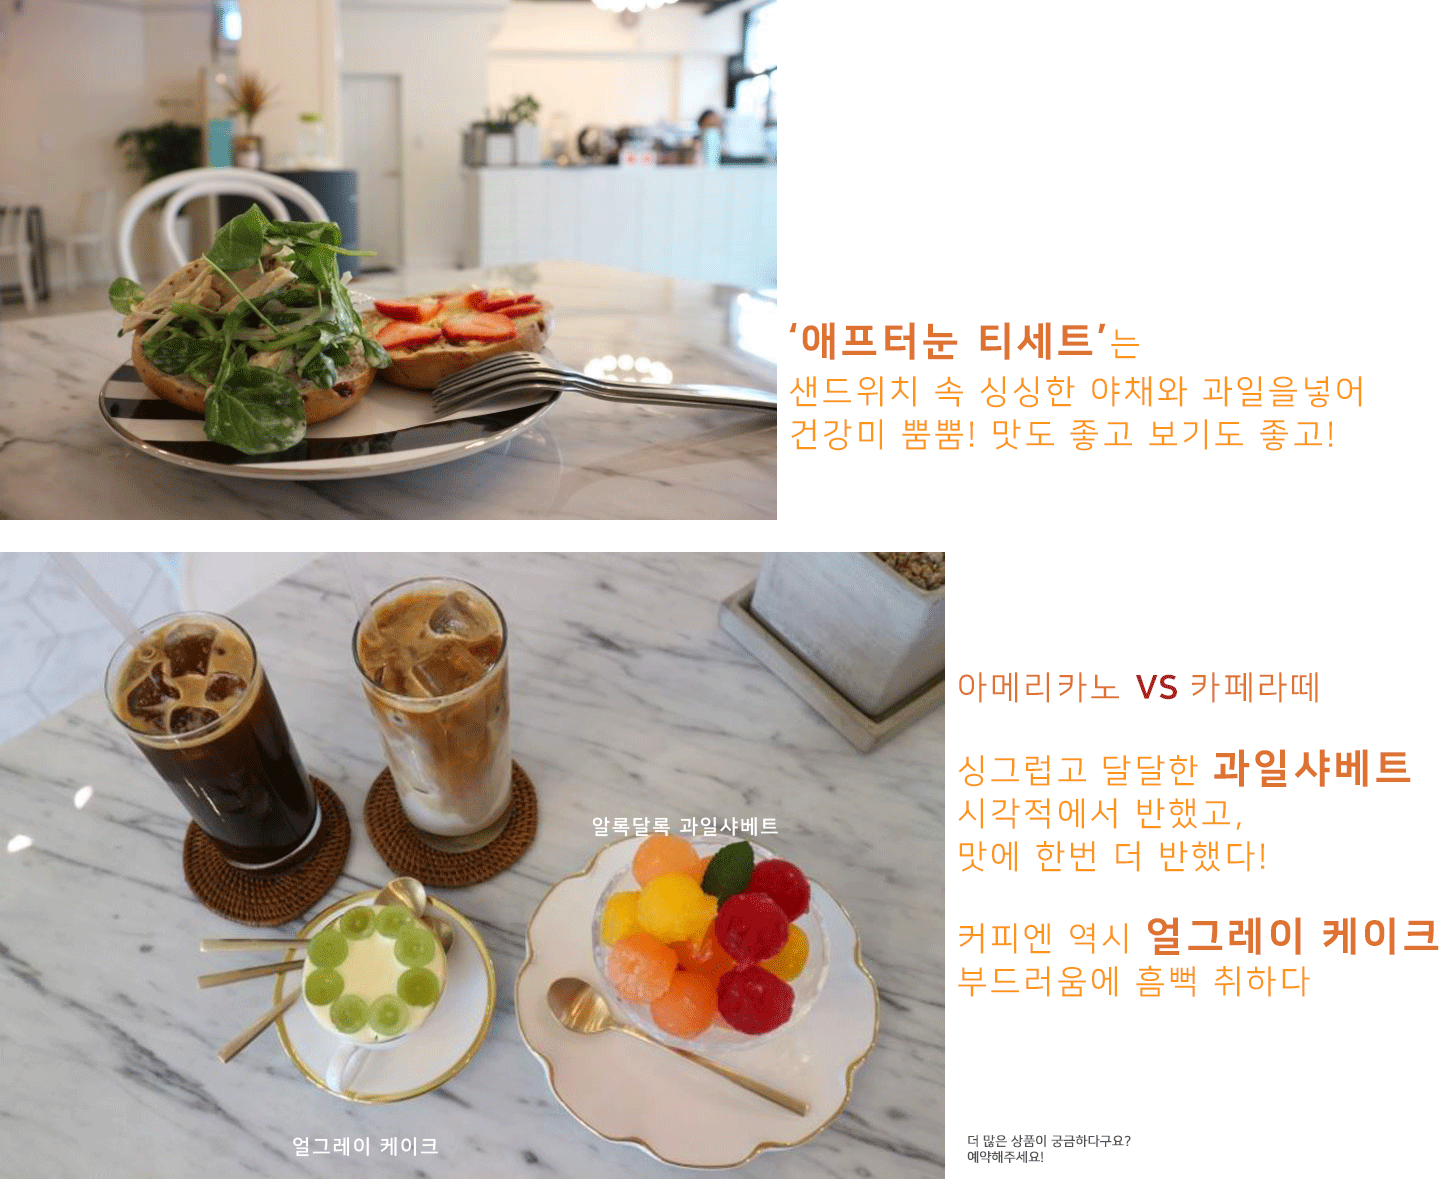 ‘애프터눈 티세트’는
샌드위치 속 싱싱한 야채와 과일을넣어
건강미 뿜뿜! 맛도 좋고 보기도 좋고!
아메리카노 VS 카페라떼
싱그럽고 달달한 과일샤베트
시각적에서 반했고,
맛에 한번 더 반했다!
커피엔 역시 얼그레이 케이크
부드러움에 흠뻑 취하다
알록달록 과일샤베트
얼그레이 케이크
더 많은 상품이 궁금하다구요?
예약해주세요!